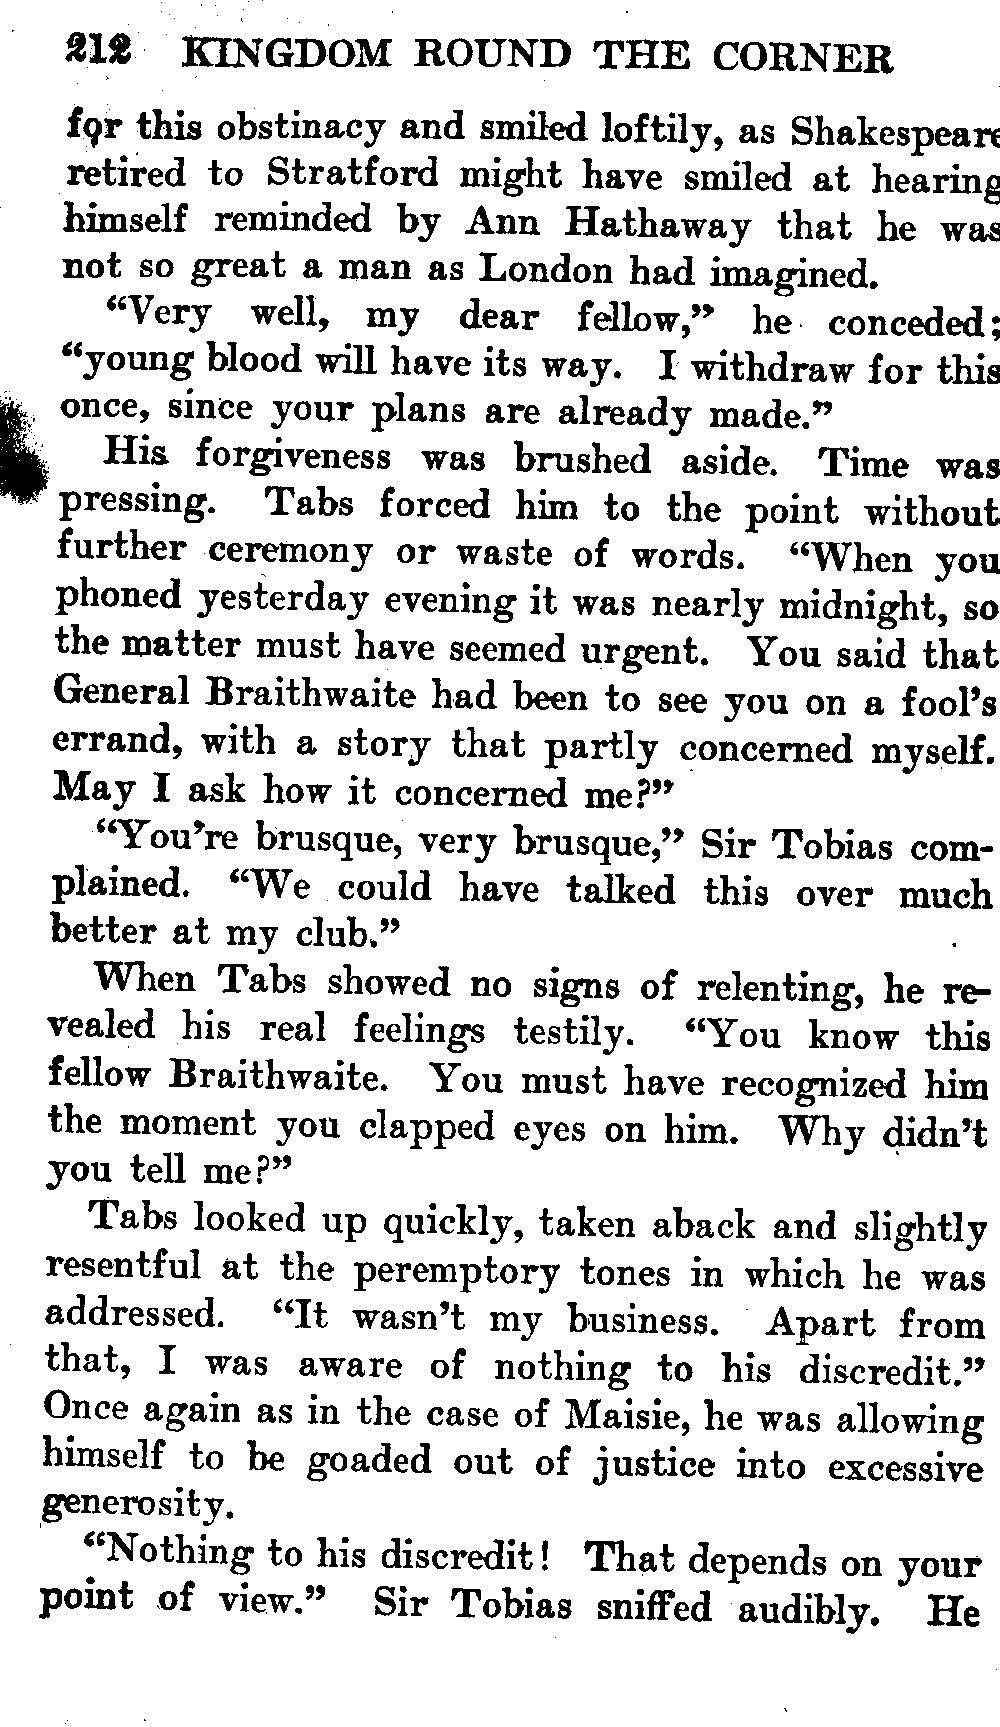 212 KINGDOM ROUND THE CORNER
for this obstinacy and smiled loftily, as Shakespeare
retired to Stratford might have smiled at hearing
himself reminded by Ann Hathaway that he was
not so great a man as London had imagined.
“Very well, my dear fellow,” he conceded;
“young blood will have its way. I withdraw for this
once, since your plans are already made.”
His forgiveness was brushed aside. Time was
pressing. Tabs forced him to the point without
further ceremony or waste of words. “When you
phoned yesterday evening it was nearly midnight, so
the matter must have seemed urgent. You said that
General Braithwaite had been to see you on a fool’s
errand, with a story that partly concerned myself.
May I ask how it concerned me?”
“You’re brusque, very brusque,” Sir Tobias com-
plained. “We could have talked this over much
better at my club.”
When Tabs showed no signs of relenting, he re-
vealed his real feelings testily. “You know this
fellow Braithwaite. You must have recognized him
the moment you clapped eyes on him. Why didn’t
you tell me?”
Tabs looked up quickly, taken aback and slightly
resentful at the peremptory tones in which he was
addressed. “It wasn’t my business. Apart from
that, I was aware of nothing to his discredit.”
Once again as in the case of Maisie, he was allowing
himself to be goaded out of justice into excessive
generosity.
“Nothing to his discredit! That depends on your
point of view.” Sir Tobias sniffed audibly. He